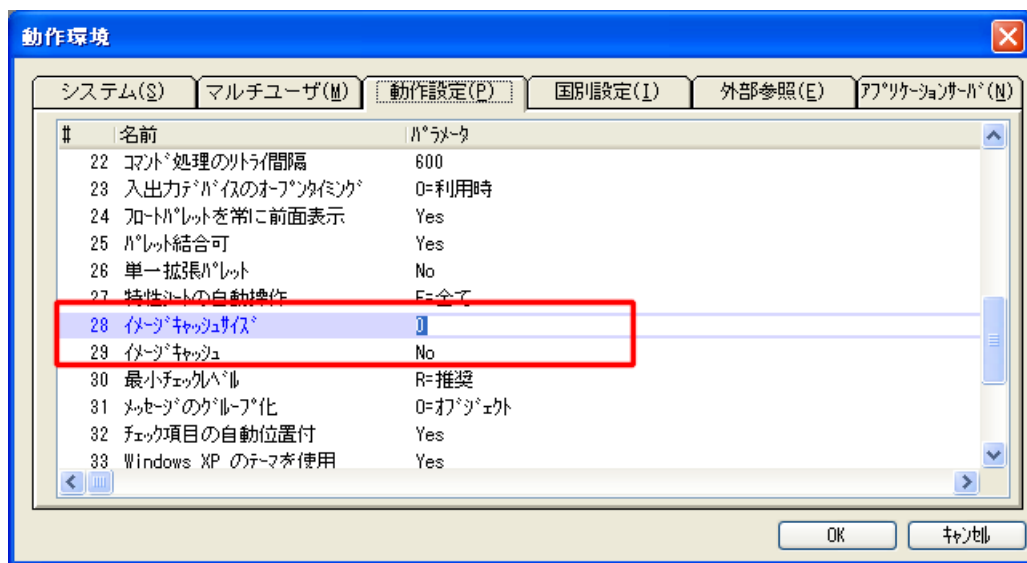 動作環境
システム(S) マルチユーザ(M) 動作設定(P) 国別設定(I) 外部参照(E) ｱﾌﾟﾘｹｰｼｮﾝｻｰﾊﾞ(N)
# 名前 ﾊﾟﾗﾒｰﾀ
22 ｺﾏﾝﾄﾞ処理のﾘﾄﾗｲ間隔 600
23 入出力ﾃﾞﾊﾞｲｽのｵｰﾌﾟﾝﾀｲﾐﾝｸﾞ O=利用時
24 ﾌﾛｰﾄﾊﾟﾚｯﾄを常に前面表示 Yes
25 ﾊﾟﾚｯﾄ結合可 Yes
26 単一拡張ﾊﾟﾚｯﾄ No
27 特性ｼｰﾄの自動操作 E=全て
28 ｲﾒｰｼﾞｷｬｯｼｭｻｲｽﾞ 0
29 ｲﾒｰｼﾞｷｬｯｼｭ No
30 最小ﾁｪｯｸﾚﾍﾞﾙ R=推奨
31 ﾒｯｾｰｼﾞのｸﾞﾙｰﾌﾟ化 O=ｵﾌﾞｼﾞｪｸﾄ
32 ﾁｪｯｸ項目の自動位置付 Yes
33 Windows XP のﾃｰﾏを使用 Yes
OK ｷｬﾝｾﾙ